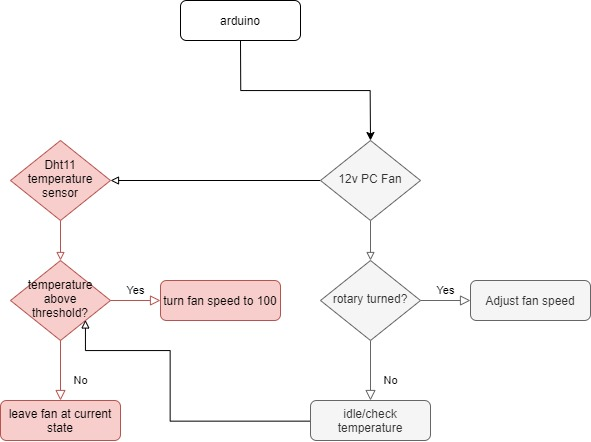 arduino
Dht11
temperature
sensor
12v PC Fan
temperature
above
threshold?
Yes
turn fan speed to 100
rotary turned?
Yes
Adjust fan speed
No
No
leave fan at current
state
idle/check
temperature